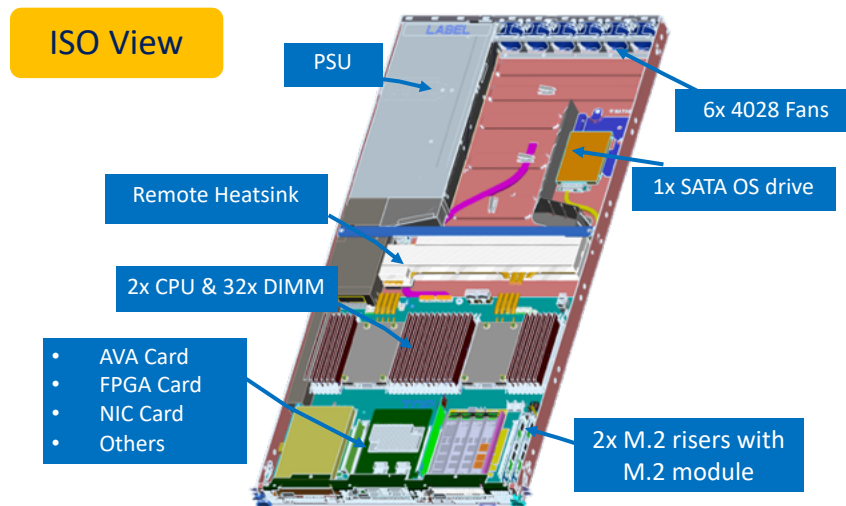 ISO View
LABEL
PSU
6x 4028 Fans
1x SATA OS drive
Remote Heatsink
2x CPU & 32x DIMM
• AVA Card
• FPGA Card
• NIC Card
• Others
2x M.2 risers with
M.2 module